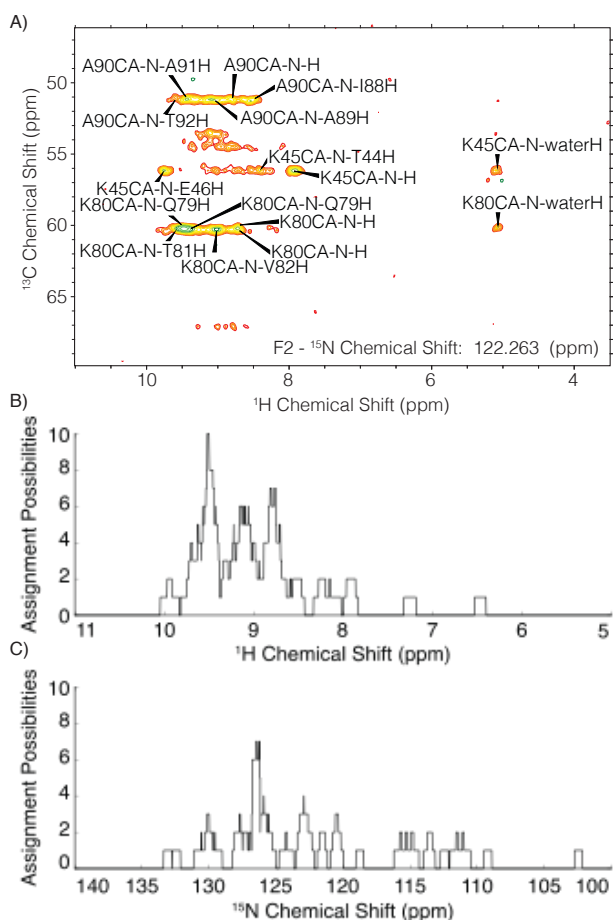 A)
A90CA-N-A91H A90CA-N-H
A90CA-N-I88H
A90CA-N-T92H A90CA-N-A89H
K45CA-N-T44H K45CA-N-waterH
K45CA-N-E46H K45CA-N-H
K80CA-N-Q79H K80CA-N-Q79H K80CA-N-waterH
K80CA-N-H
K80CA-N-T81H K80CA-N-H
K80CA-N-V82H
50
55
60
65
¹³C Chemical Shift (ppm)
F2 - ¹⁵N Chemical Shift: 122.263 (ppm)
10 8 6 4
¹H Chemical Shift (ppm)
B)
10
8
6
4
2
0
Assignment Possibilities
11 10 9 8 7 6 5
¹H Chemical Shift (ppm)
C)
10
8
6
4
2
0
Assignment Possibilities
140 135 130 125 120 115 110 105 100
¹⁵N Chemical Shift (ppm)